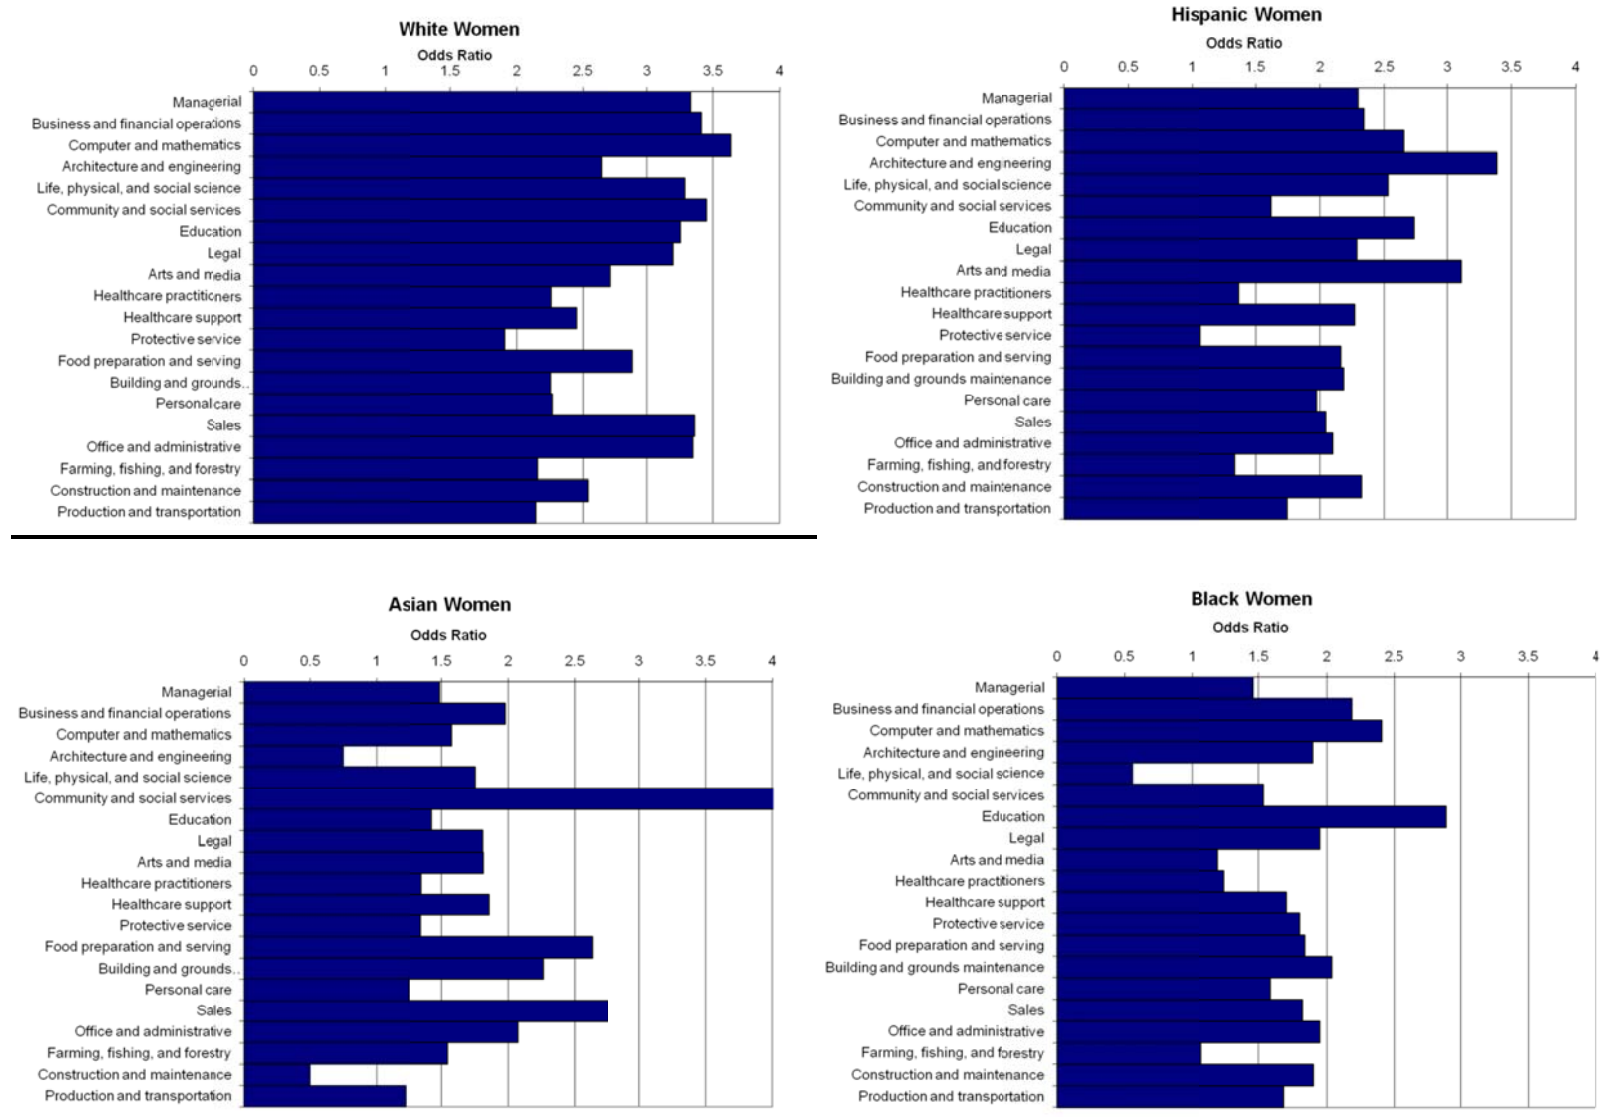 White Women
Odds Ratio
0 0.5 1 1.5 2 2.5 3 3.5 4
Managerial
Business and financial operations
Computer and mathematics
Architecture and engineering
Life, physical, and social science
Community and social services
Education
Legal
Arts and media
Healthcare practitioners
Healthcare support
Protective service
Food preparation and serving
Building and grounds..
Personal care
Sales
Office and administrative
Farming, fishing, and forestry
Construction and maintenance
Production and transportation
Hispanic Women
Odds Ratio
0 0.5 1 1.5 2 2.5 3 3.5 4
Managerial
Business and financial operations
Computer and mathematics
Architecture and engineering
Life, physical, and social science
Community and social services
Education
Legal
Arts and media
Healthcare practitioners
Healthcare support
Protective service
Food preparation and serving
Building and grounds maintenance
Personal care
Sales
Office and administrative
Farming, fishing, and forestry
Construction and maintenance
Production and transportation
Asian Women
Odds Ratio
0 0.5 1 1.5 2 2.5 3 3.5 4
Managerial
Business and financial operations
Computer and mathematics
Architecture and engineering
Life, physical, and social science
Community and social services
Education
Legal
Arts and media
Healthcare practitioners
Healthcare support
Protective service
Food preparation and serving
Building and grounds..
Personal care
Sales
Office and administrative
Farming, fishing, and forestry
Construction and maintenance
Production and transportation
Black Women
Odds Ratio
0 0.5 1 1.5 2 2.5 3 3.5 4
Managerial
Business and financial operations
Computer and mathematics
Architecture and engineering
Life, physical, and social science
Community and social services
Education
Legal
Arts and media
Healthcare practitioners
Healthcare support
Protective service
Food preparation and serving
Building and grounds maintenance
Personal care
Sales
Office and administrative
Farming, fishing, and forestry
Construction and maintenance
Production and transportation